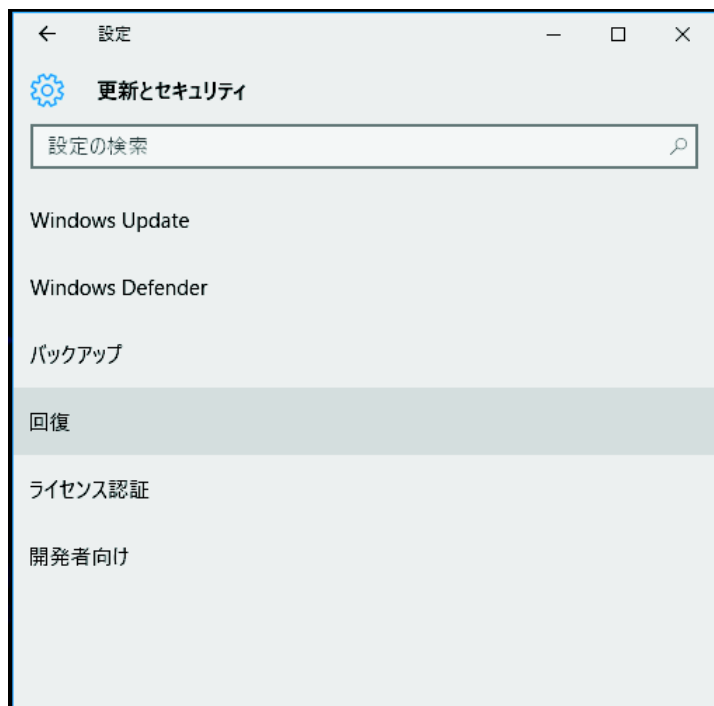 設定
更新とセキュリティ
設定の検索
Windows Update
Windows Defender
バックアップ
回復
ライセンス認証
開発者向け